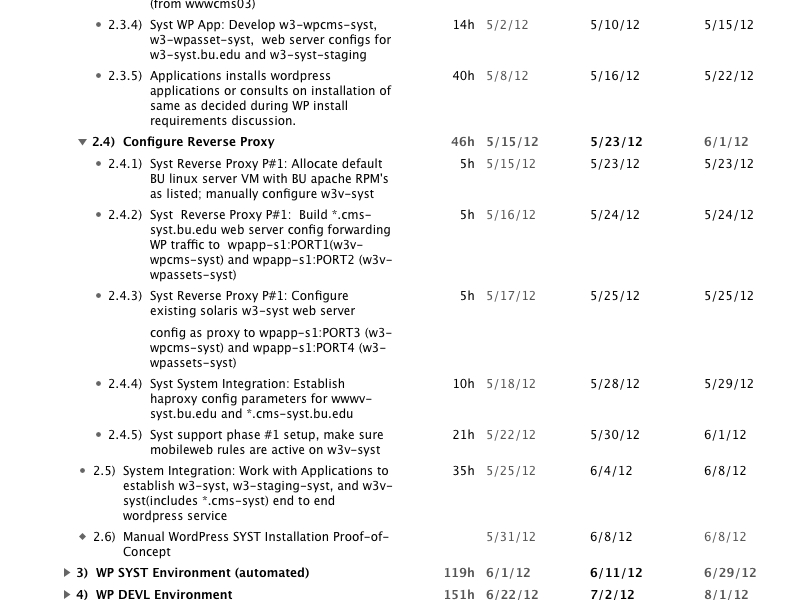 (from wwwcms03)
2.3.4) Syst WP App: Develop w3-wpcms-syst, 14h 5/2/12 5/10/12 5/15/12
w3-wpasset-syst, web server configs for
w3-syst.bu.edu and w3-syst-staging
2.3.5) Applications installs wordpress 40h 5/8/12 5/16/12 5/22/12
applications or consults on installation of
same as decided during WP install
requirements discussion.
2.4) Configure Reverse Proxy 46h 5/15/12 5/23/12 6/1/12
2.4.1) Syst Reverse Proxy P#1: Allocate default 5h 5/15/12 5/23/12 5/23/12
BU linux server VM with BU apache RPM's
as listed; manually configure w3v-syst
2.4.2) Syst Reverse Proxy P#1: Build *.cms- 5h 5/16/12 5/24/12 5/24/12
syst.bu.edu web server config forwarding
WP traffic to wpapp-s1:PORT1(w3v-
wpcms-syst) and wpapp-s1:PORT2 (w3v-
wpassets-syst)
2.4.3) Syst Reverse Proxy P#1: Configure 5h 5/17/12 5/25/12 5/25/12
existing solaris w3-syst web server
config as proxy to wpapp-s1:PORT3 (w3-
wpcms-syst) and wpapp-s1:PORT4 (w3-
wpassets-syst)
2.4.4) Syst System Integration: Establish 10h 5/18/12 5/28/12 5/29/12
haproxy config parameters for wwwv-
syst.bu.edu and *.cms-syst.bu.edu
2.4.5) Syst support phase #1 setup, make sure 21h 5/22/12 5/30/12 6/1/12
mobileweb rules are active on w3v-syst
2.5) System Integration: Work with Applications to 35h 5/25/12 6/4/12 6/8/12
establish w3-syst, w3-staging-syst, and w3v-
syst(includes *.cms-syst) end to end
wordpress service
2.6) Manual WordPress SYST Installation Proof-of- 5/31/12 6/8/12 6/8/12
Concept
3) WP SYST Environment (automated) 119h 6/1/12 6/11/12 6/29/12
4) WP DEVL Environment 151h 6/22/12 7/2/12 8/1/12